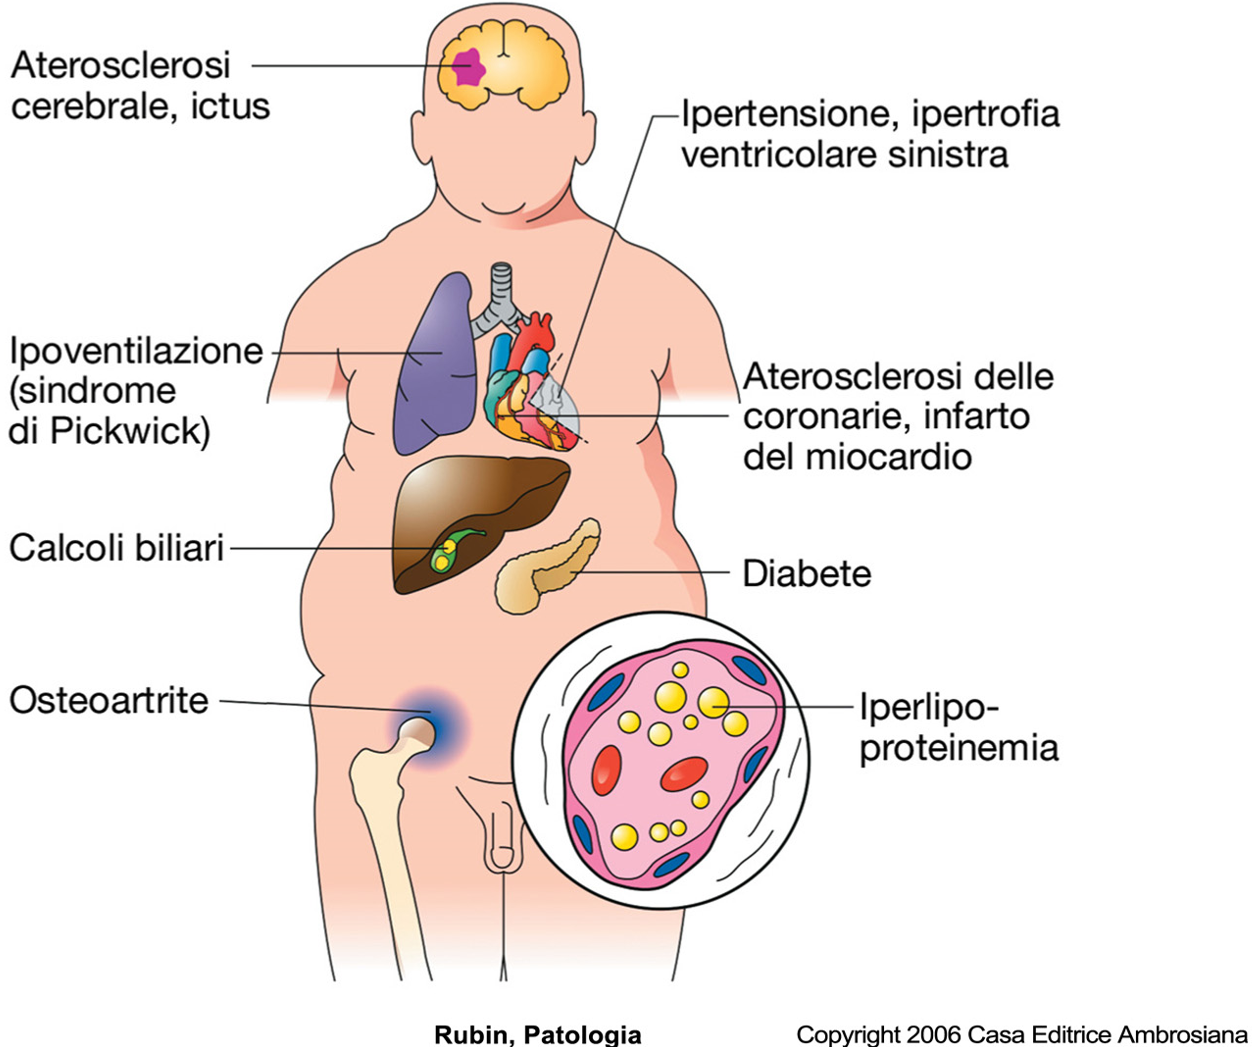 Aterosclerosi
cerebrale, ictus
Ipertensione, ipertrofia
ventricolare sinistra
Ipoventilazione
(sindrome
di Pickwick)
Aterosclerosi delle
coronarie, infarto
del miocardio
Calcoli biliari
Diabete
Osteoartrite
Iperlipo-
proteinemia
Rubin, Patologia
Copyright 2006 Casa Editrice Ambrosiana